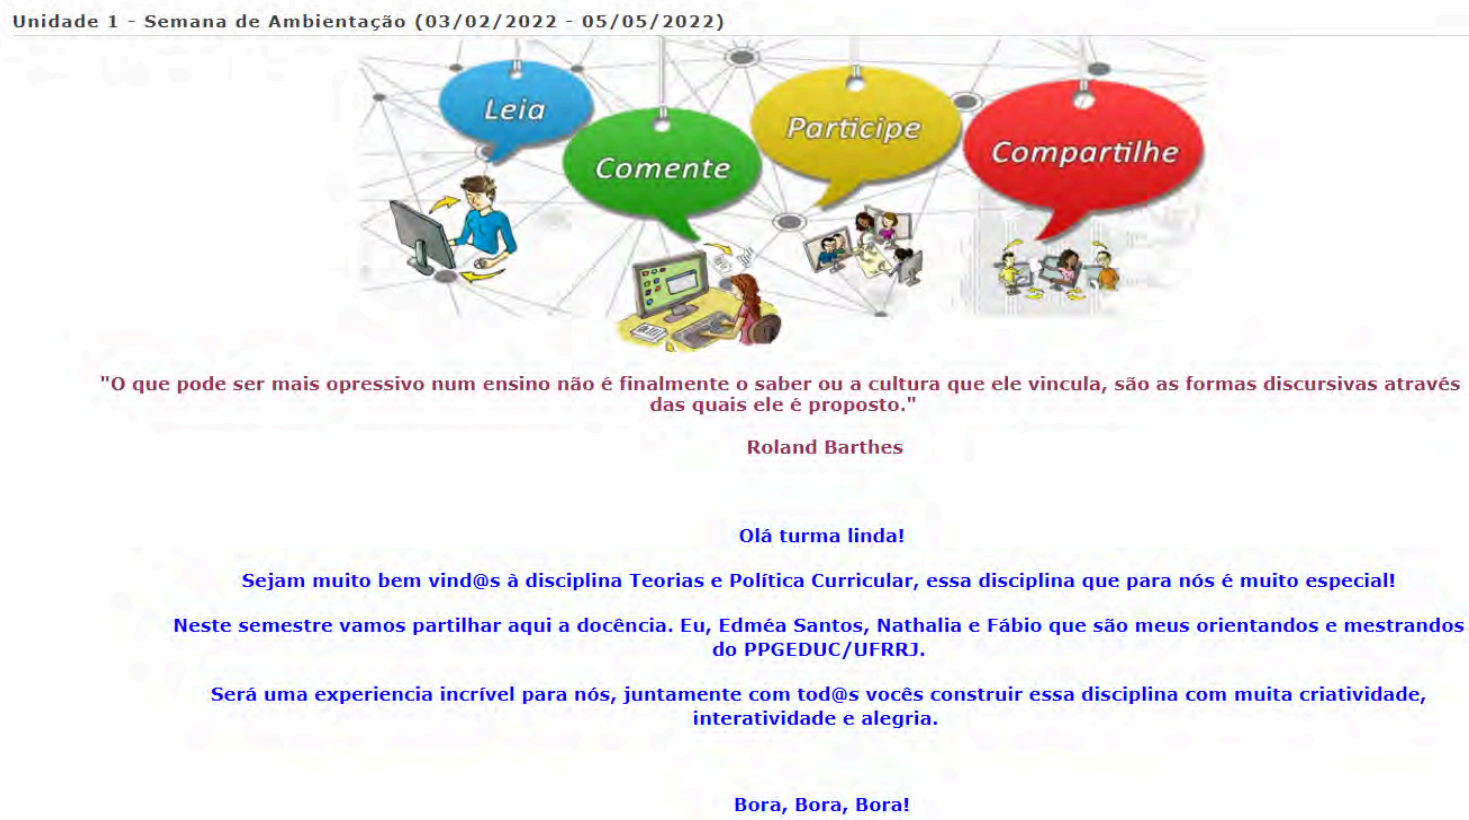 Unidade 1 - Semana de Ambientação (03/02/2022 - 05/05/2022)
Leia
Comente
Participe
Compartilhe
"O que pode ser mais opressivo num ensino não é finalmente o saber ou a cultura que ele vincula, são as formas discursivas através
das quais ele é proposto."
Roland Barthes
Olá turma linda!
Sejam muito bem vind@s à disciplina Teorias e Política Curricular, essa disciplina que para nós é muito especial!
Neste semestre vamos partilhar aqui a docência. Eu, Edméa Santos, Nathalia e Fábio que são meus orientandos e mestrandos
do PPGEDUC/UFRRJ.
Será uma experiencia incrível para nós, juntamente com tod@s vocês construir essa disciplina com muita criatividade,
interatividade e alegria.
Bora, Bora, Bora!